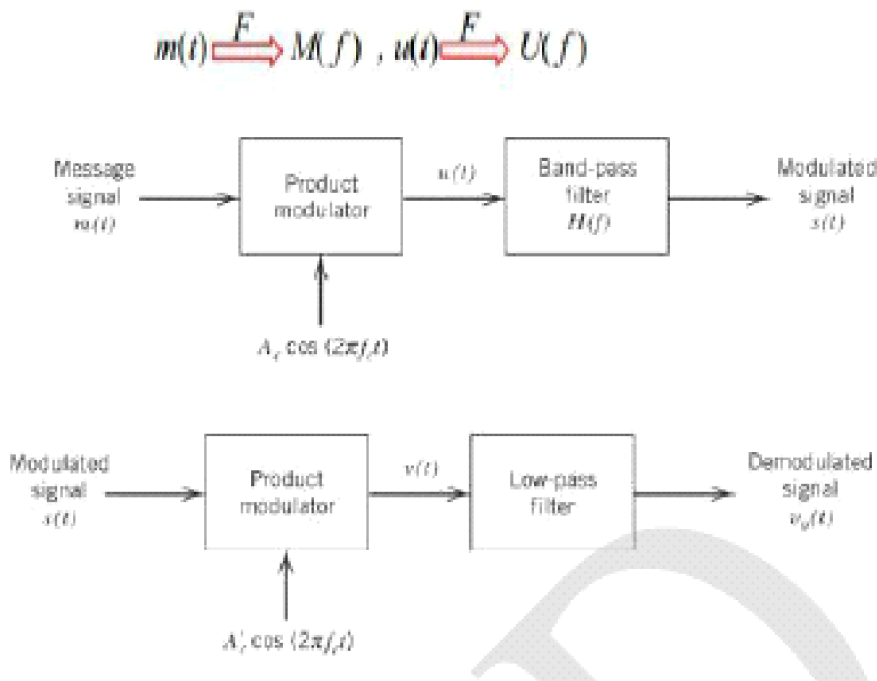 m(t) F M(f) , u(t) F U(f)
Message
signal
m(t)
Product
modulator
u(t)
Band-pass
filter
H(f)
Modulated
signal
s(t)
A_c cos (2πf_c t)
Modulated
signal
s(t)
Product
modulator
v(t)
Low-pass
filter
Demodulated
signal
v_o(t)
A'_c cos (2πf_c t)